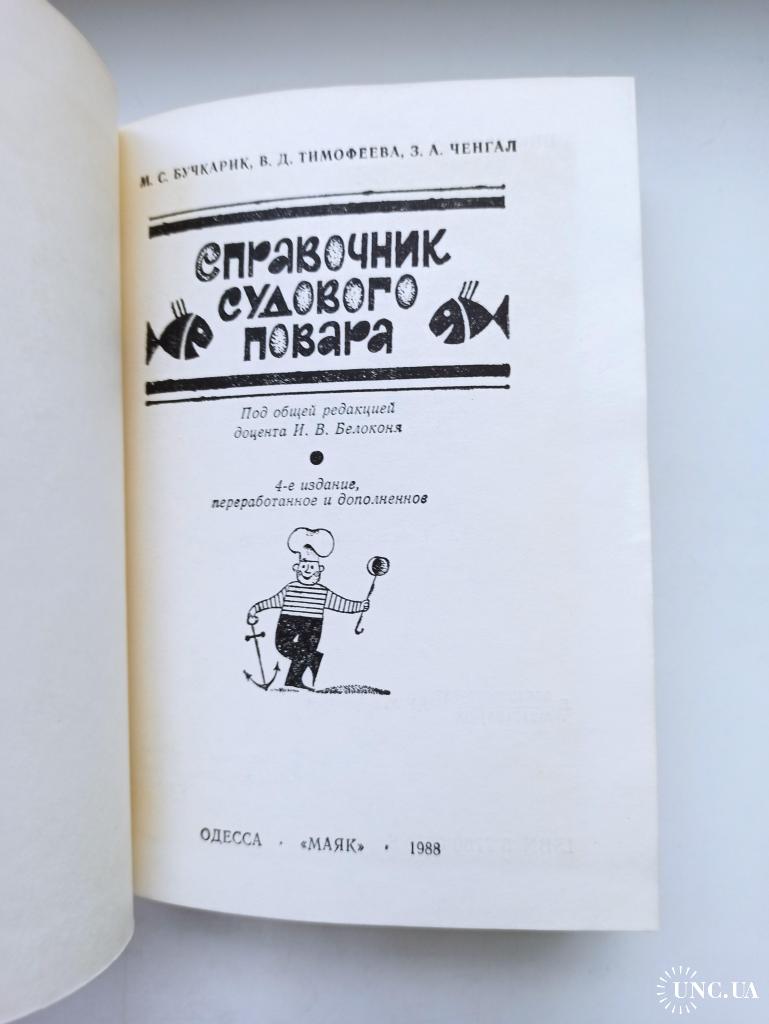 М. С. БУЧКАРИК, В. Д. ТИМОФЕЕВА, З. А. ЧЕНГАЛ
СПРАВОЧНИК
СУДОВОГО
ПОВАРА
Под общей редакцией
доцента И. В. Белоконя
4-е издание,
переработанное и дополненное
ОДЕССА · «МАЯК» · 1988
UNC.UA